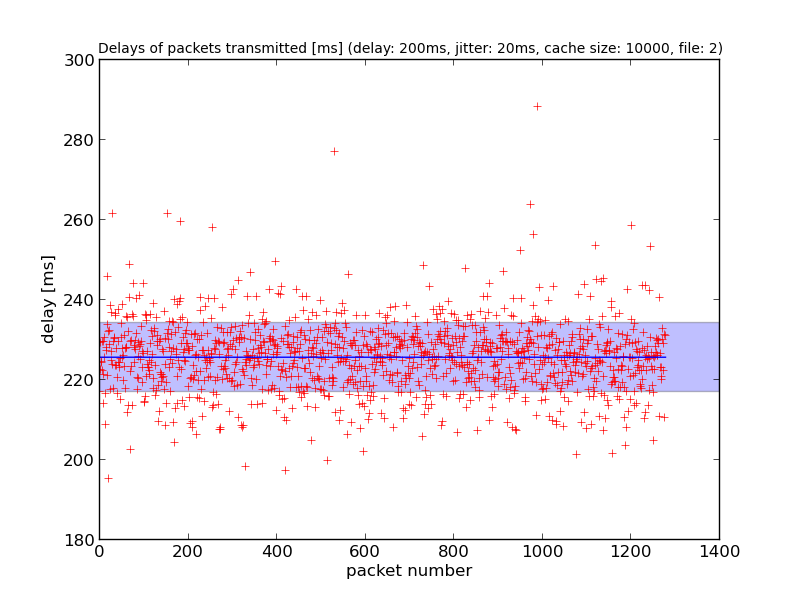 Delays of packets transmitted [ms] (delay: 200ms, jitter: 20ms, cache size: 10000, file: 2)
300
280
260
240
220
200
180
delay [ms]
0 200 400 600 800 1000 1200 1400
packet number